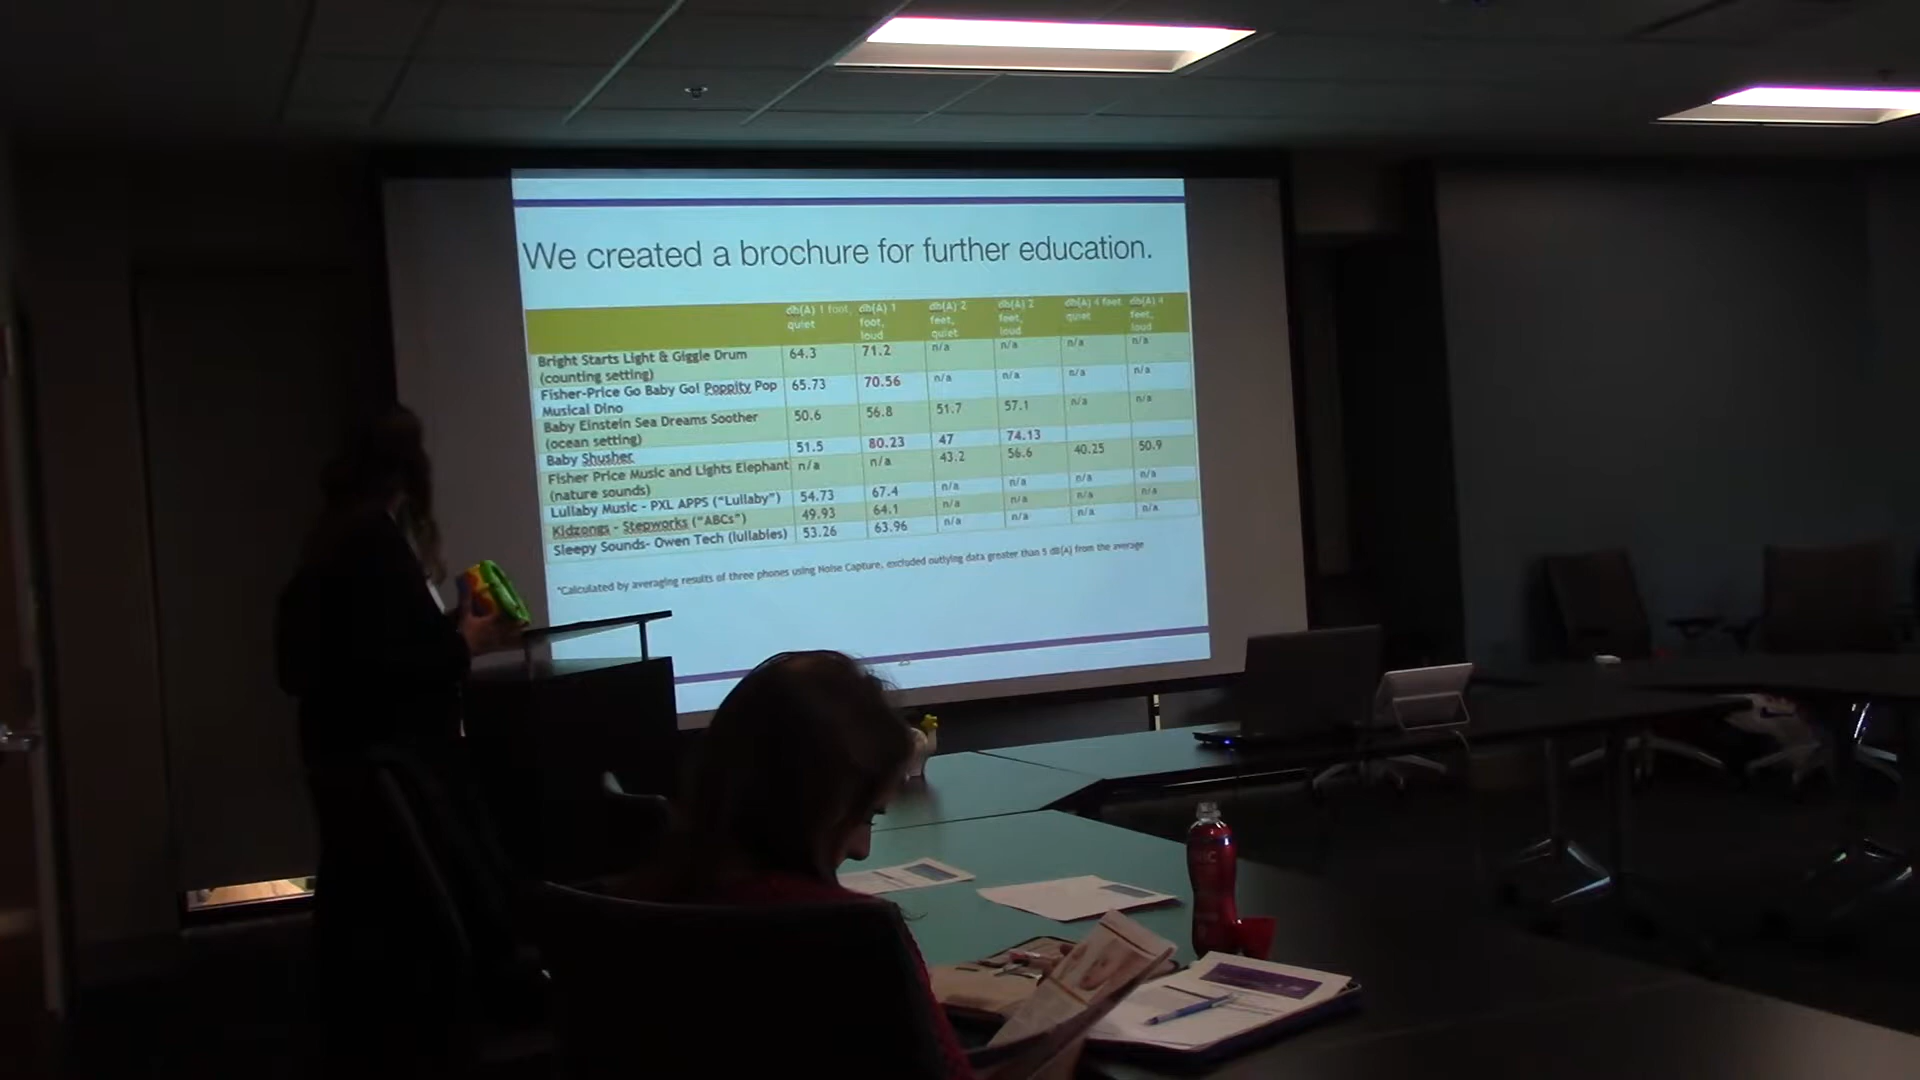 We created a brochure for further education.
db(A) 1 foot, quiet db(A) 1 foot, loud db(A) 2 feet, quiet db(A) 2 feet, loud db(A) 4 feet quiet db(A) 4 feet, loud
Bright Starts Light & Giggle Drum (counting setting) 64.3 71.2 n/a n/a n/a n/a
Fisher-Price Go Baby Go! Poppity Pop Musical Dino 65.73 70.56 n/a n/a n/a n/a
Baby Einstein Sea Dreams Soother (ocean setting) 50.6 56.8 51.7 57.1 n/a n/a
Baby Shusher 51.5 80.23 47 74.13
Fisher Price Music and Lights Elephant (nature sounds) n/a n/a 43.2 56.6 40.25 50.9
Lullaby Music - PXL APPS ("Lullaby") 54.73 67.4 n/a n/a n/a n/a
Kidzongs - Stepworks ("ABCs") 49.93 64.1 n/a n/a n/a n/a
Sleepy Sounds- Owen Tech (lullabies) 53.26 63.96 n/a n/a n/a n/a
*Calculated by averaging results of three phones using Noise Capture, excluded outlying data greater than 5 dB(A) from the average